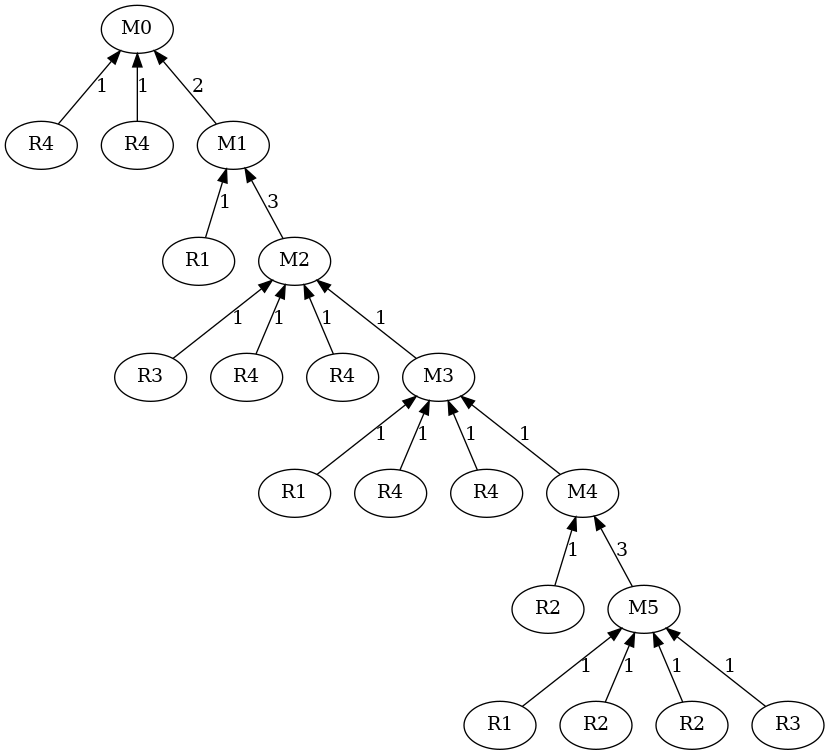 M0
1 1 2
R4 R4 M1
1 3
R1 M2
1 1 1 1
R3 R4 R4 M3
1 1 1 1
R1 R4 R4 M4
1 3
R2 M5
1 1 1 1
R1 R2 R2 R3